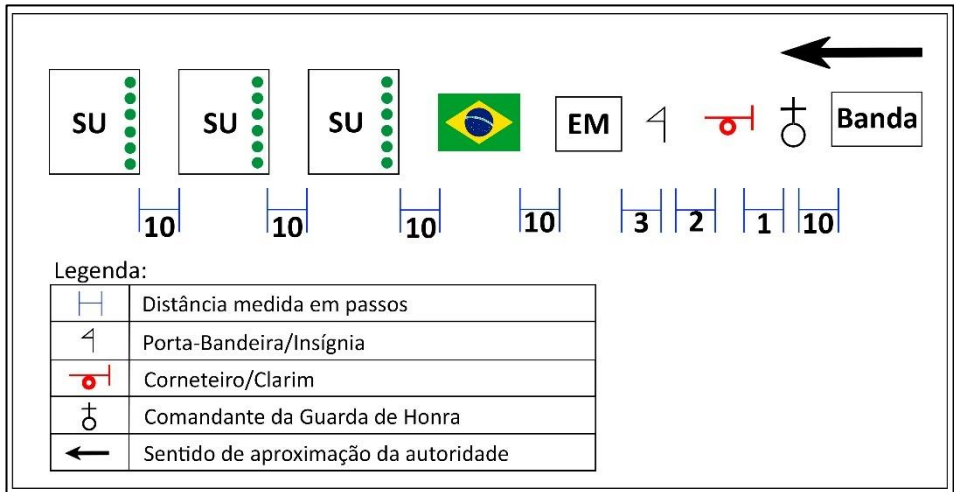 SU SU SU EM Banda
10 10 10 10 3 2 1 10
Legenda:
Distância medida em passos
Porta-Bandeira/Insígnia
Corneteiro/Clarim
Comandante da Guarda de Honra
Sentido de aproximação da autoridade